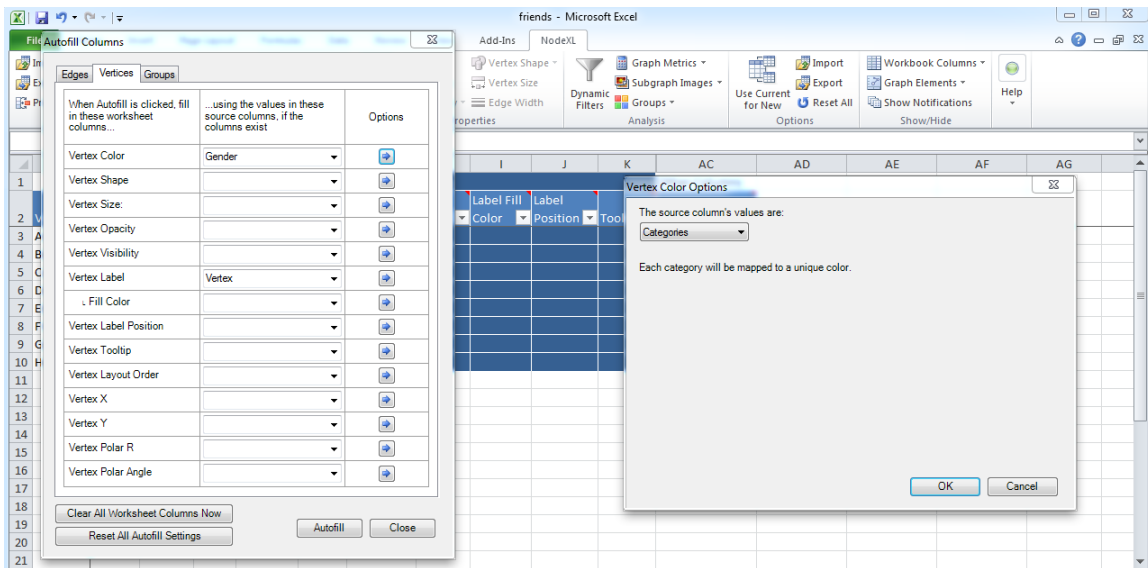 friends - Microsoft Excel
File
Add-Ins NodeXL
Vertex Shape
Vertex Size
Edge Width
Properties
Dynamic Filters
Graph Metrics
Subgraph Images
Groups
Analysis
Use Current for New
Import
Export
Reset All
Options
Workbook Columns
Graph Elements
Show Notifications
Show/Hide
Help
Autofill Columns
Edges Vertices Groups
When Autofill is clicked, fill
in these worksheet
columns...
...using the values in these
source columns, if the
columns exist
Options
Vertex Color Gender
Vertex Shape
Vertex Size:
Vertex Opacity
Vertex Visibility
Vertex Label Vertex
Fill Color
Vertex Label Position
Vertex Tooltip
Vertex Layout Order
Vertex X
Vertex Y
Vertex Polar R
Vertex Polar Angle
Clear All Worksheet Columns Now
Reset All Autofill Settings
Autofill Close
I J K AC AD AE AF AG
Label Fill Color
Label Position
1
2
3 A
4 B
5 C
6 D
7 E
8 F
9 G
10 H
11
12
13
14
15
16
17
18
19
20
21
Vertex Color Options
The source column's values are:
Categories
Each category will be mapped to a unique color.
OK Cancel